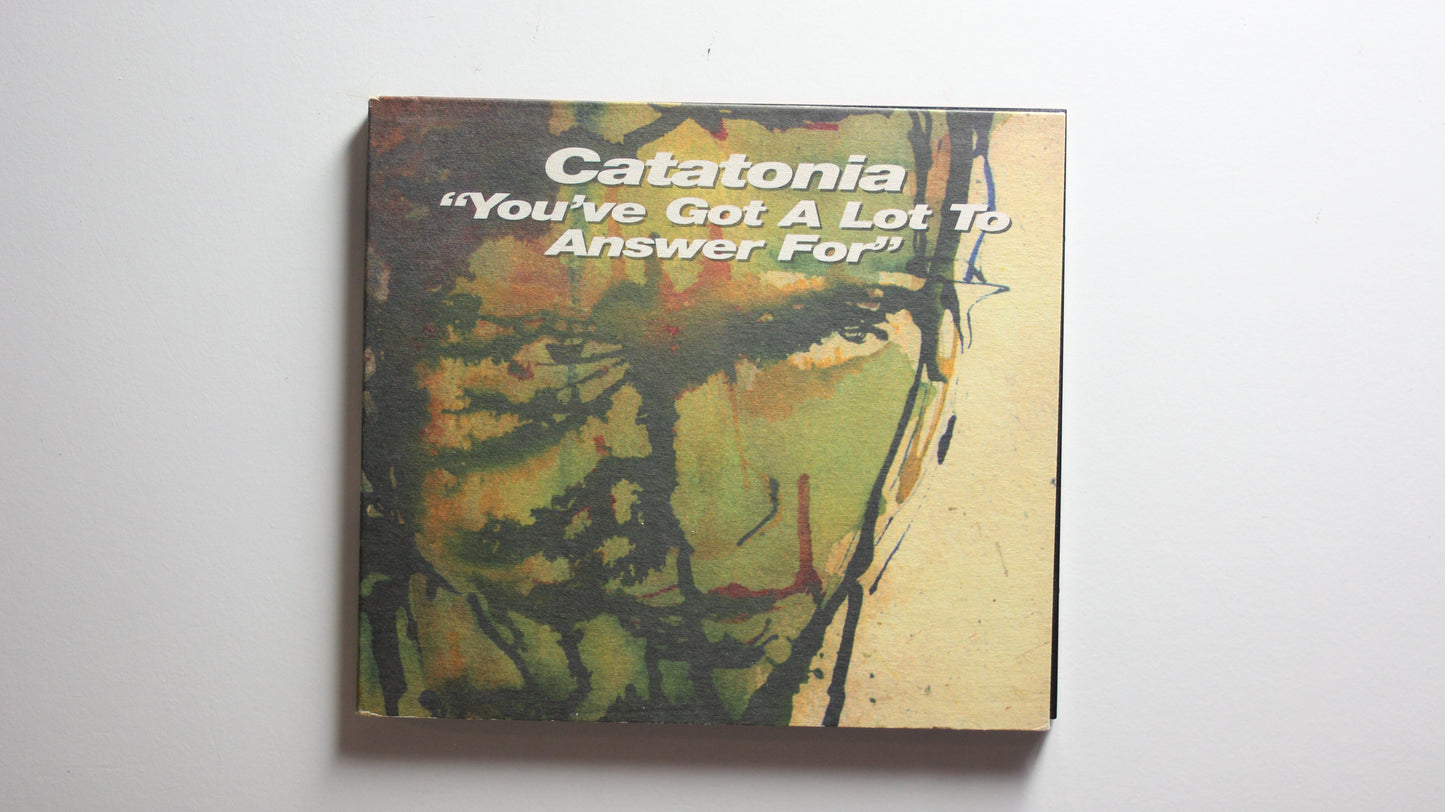 Catatonia
“You’ve Got A Lot To
Answer For”